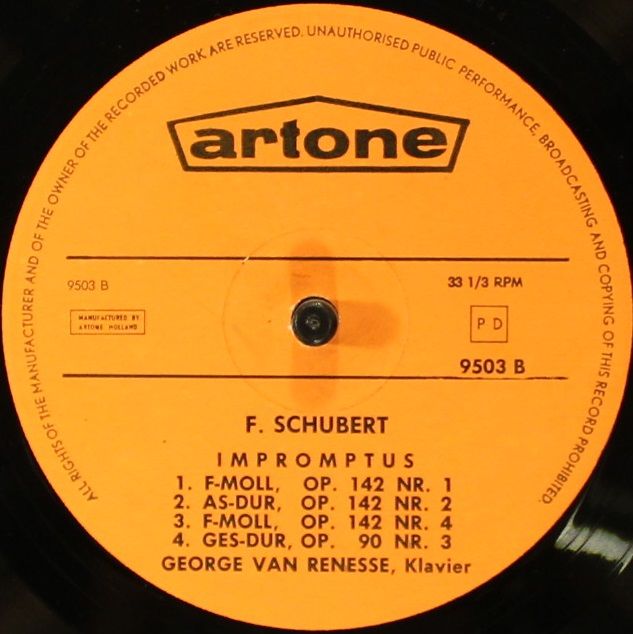 ALL RIGHTS OF THE MANUFACTURER AND OF THE OWNER OF THE RECORDED WORK ARE RESERVED. UNAUTHORISED PUBLIC PERFORMANCE, BROADCASTING AND COPYING OF THIS RECORD PROHIBITED.
artone
9503 B
33 1/3 RPM
MANUFACTURED BY
ARTONE HOLLAND
P D
9503 B
F. SCHUBERT
IMPROMPTUS
1. F-MOLL, OP. 142 NR. 1
2. AS-DUR, OP. 142 NR. 2
3. F-MOLL, OP. 142 NR. 4
4. GES-DUR, OP. 90 NR. 3
GEORGE VAN RENESSE, Klavier